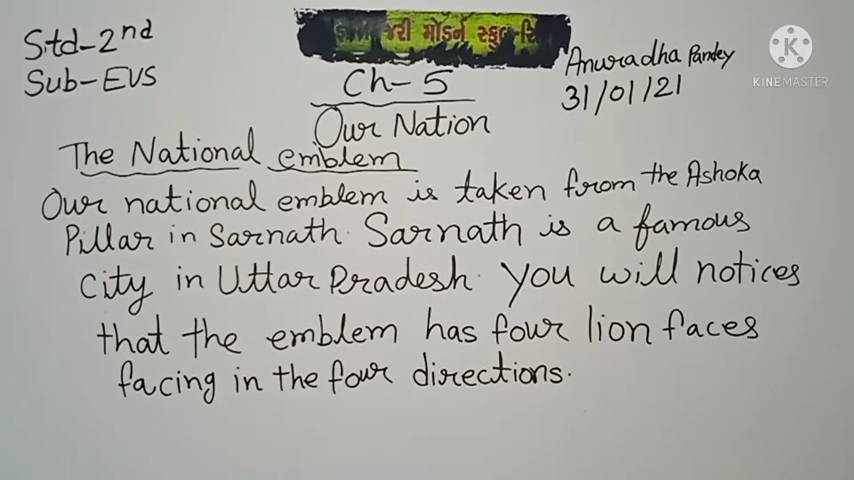 Std-2nd
જરી મૉડર્ન સ્કુલ
Anuradha Pandey
Sub-EVS
Ch-5
31/01/21
KINEMASTER
Our Nation
The National emblem
Our national emblem is taken from the Ashoka
Pillar in Sarnath. Sarnath is a famous
city in Uttar Pradesh. You will notices
that the emblem has four lion faces
facing in the four directions.